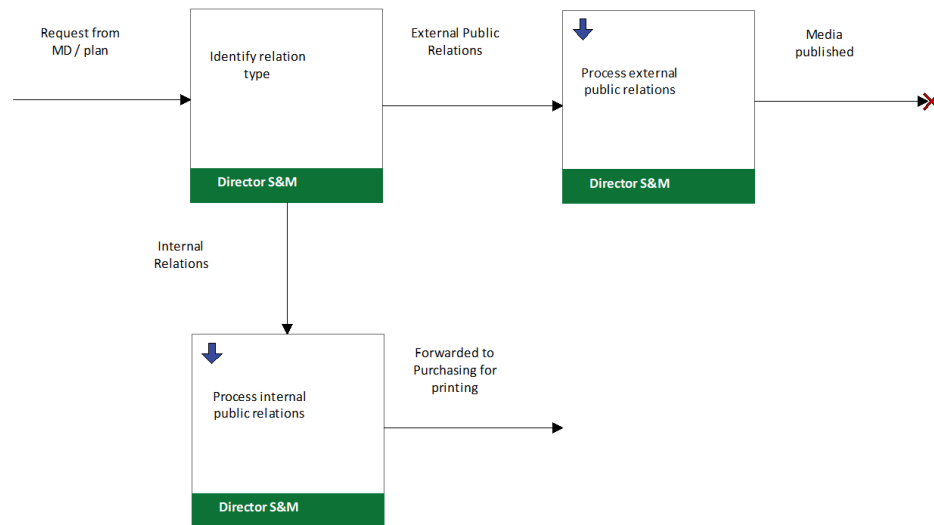 Request from
MD / plan
Identify relation
type
Director S&M
External Public
Relations
Process external
public relations
Director S&M
Media
published
Internal
Relations
Process internal
public relations
Director S&M
Forwarded to
Purchasing for
printing